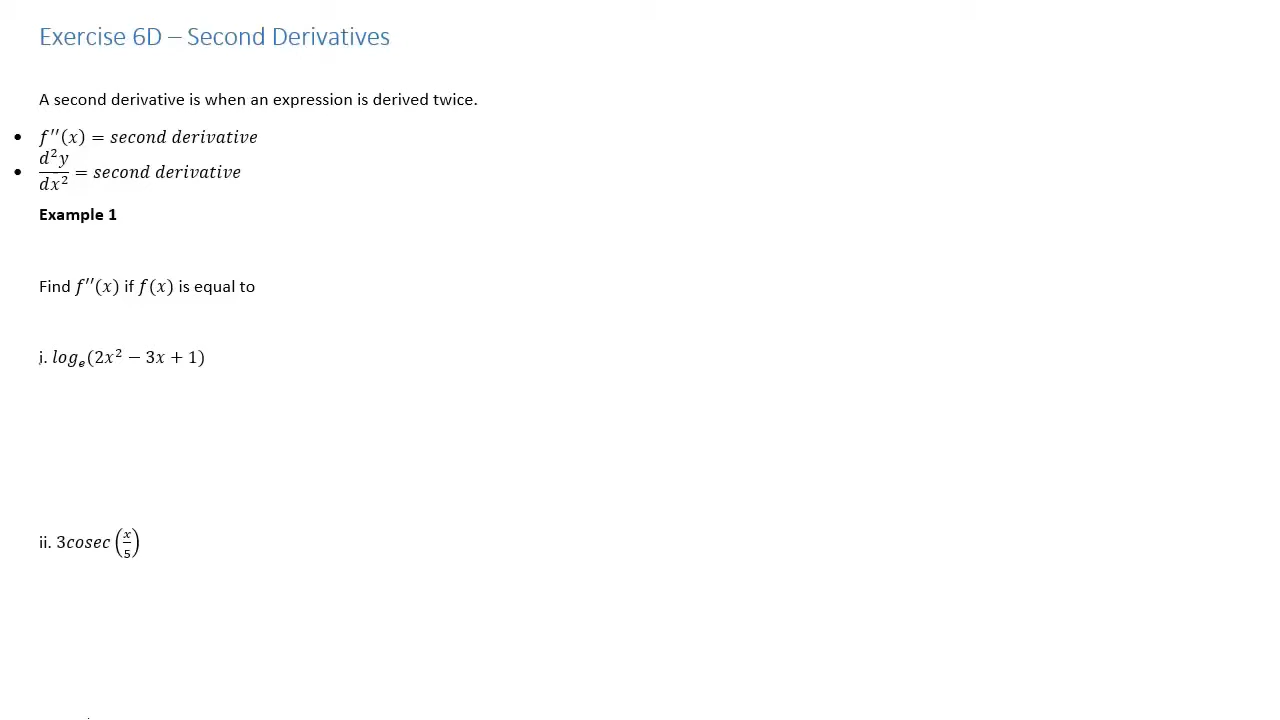 Exercise 6D – Second Derivatives
A second derivative is when an expression is derived twice.
• f′′(x) = second derivative
• d²y/dx² = second derivative
Example 1
Find f′′(x) if f(x) is equal to
i. logₑ(2x² − 3x + 1)
ii. 3cosec(x/5)